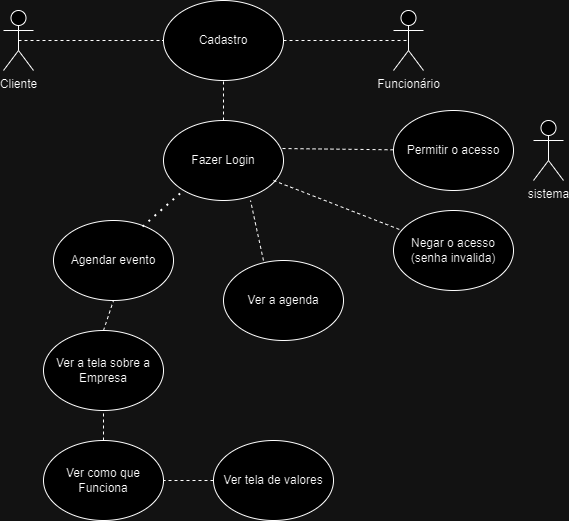 Cadastro
Cliente
Funcionário
Fazer Login
Permitir o acesso
sistema
Negar o acesso
(senha invalida)
Agendar evento
Ver a agenda
Ver a tela sobre a
Empresa
Ver como que
Funciona
Ver tela de valores